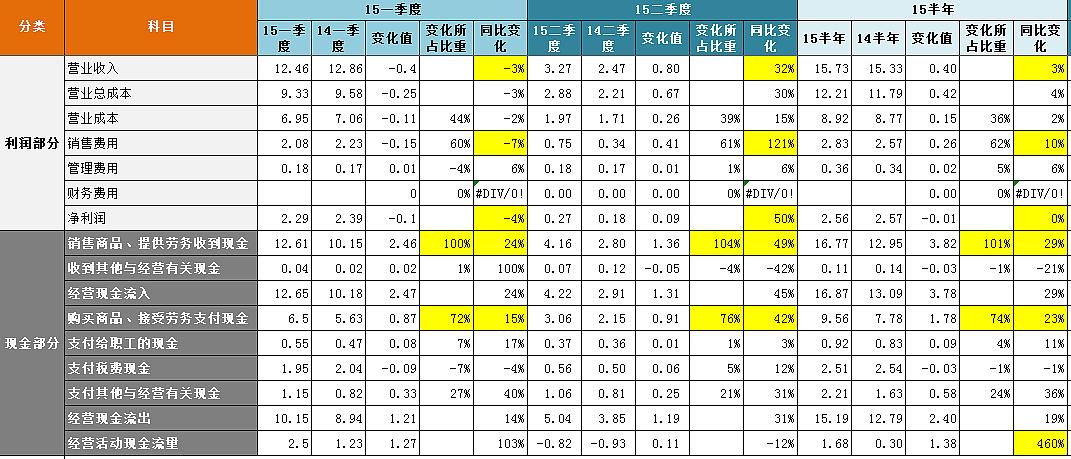 分类 科目 15一季度 15二季度 15半年
15一季度 14一季度 变化值 变化所占比重 同比变化 15二季度 14二季度 变化值 变化所占比重 同比变化 15半年 14半年 变化值 变化所占比重 同比变化
利润部分
营业收入 12.46 12.86 -0.4 -3% 3.27 2.47 0.80 32% 15.73 15.33 0.40 3%
营业总成本 9.33 9.58 -0.25 -3% 2.88 2.21 0.67 30% 12.21 11.79 0.42 4%
营业成本 6.95 7.06 -0.11 44% -2% 1.97 1.71 0.26 39% 15% 8.92 8.77 0.15 36% 2%
销售费用 2.08 2.23 -0.15 60% -7% 0.75 0.34 0.41 61% 121% 2.83 2.57 0.26 62% 10%
管理费用 0.18 0.17 0.01 -4% 6% 0.18 0.17 0.01 1% 6% 0.36 0.34 0.02 5% 6%
财务费用 0 0% #DIV/0! 0.00 0.00 0.00 0% #DIV/0! 0.00 0% #DIV/0!
净利润 2.29 2.39 -0.1 -4% 0.27 0.18 0.09 50% 2.56 2.57 -0.01 0%
现金部分
销售商品、提供劳务收到现金 12.61 10.15 2.46 100% 24% 4.16 2.80 1.36 104% 49% 16.77 12.95 3.82 101% 29%
收到其他与经营有关现金 0.04 0.02 0.02 1% 100% 0.07 0.12 -0.05 -4% -42% 0.11 0.14 -0.03 -1% -21%
经营现金流入 12.65 10.18 2.47 24% 4.22 2.91 1.31 45% 16.87 13.09 3.78 29%
购买商品、接受劳务支付现金 6.5 5.63 0.87 72% 15% 3.06 2.15 0.91 76% 42% 9.56 7.78 1.78 74% 23%
支付给职工的现金 0.55 0.47 0.08 7% 17% 0.37 0.36 0.01 1% 3% 0.92 0.83 0.09 4% 11%
支付税费现金 1.95 2.04 -0.09 -7% -4% 0.56 0.50 0.06 5% 12% 2.51 2.54 -0.03 -1% -1%
支付其他与经营有关现金 1.15 0.82 0.33 27% 40% 1.06 0.81 0.25 21% 31% 2.21 1.63 0.58 24% 36%
经营现金流出 10.15 8.94 1.21 14% 5.04 3.85 1.19 31% 15.19 12.79 2.40 19%
经营活动现金流量 2.5 1.23 1.27 103% -0.82 -0.93 0.11 -12% 1.68 0.30 1.38 460%